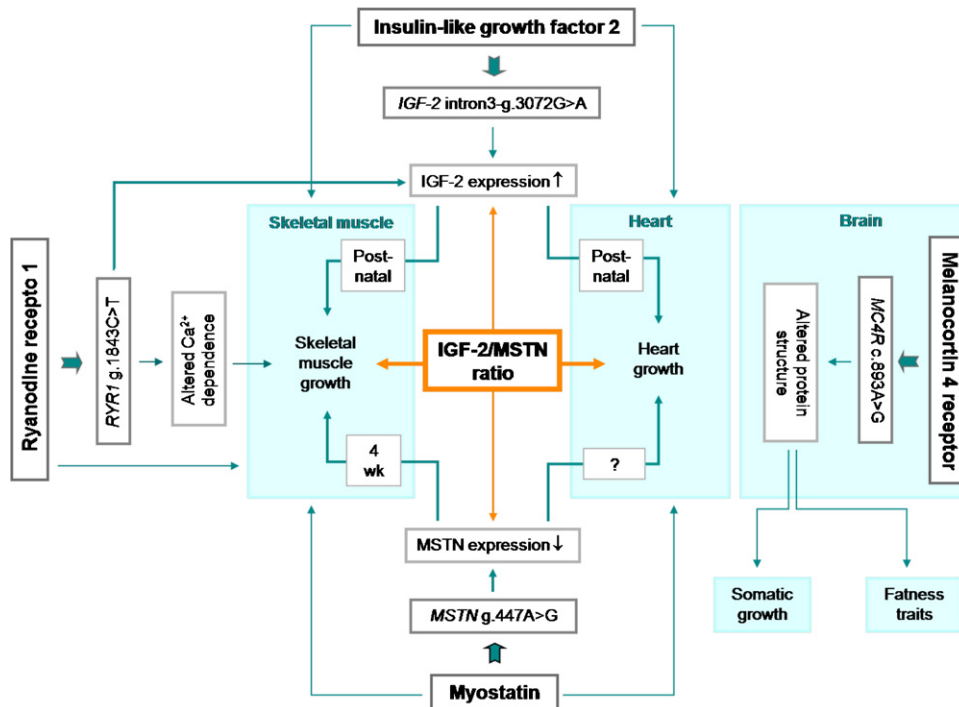 Insulin-like growth factor 2
IGF-2 intron3-g.3072G>A
IGF-2 expression↑
Skeletal muscle
Heart
Brain
Post-
natal
Post-
natal
Ryanodine recepto 1
RYR1 g.1843C>T
Altered Ca²⁺
dependence
Skeletal
muscle
growth
IGF-2/MSTN
ratio
Heart
growth
Altered protein
structure
MC4R c.893A>G
Melanocortin 4 receptor
4
wk
?
MSTN expression↓
MSTN g.447A>G
Myostatin
Somatic
growth
Fatness
traits